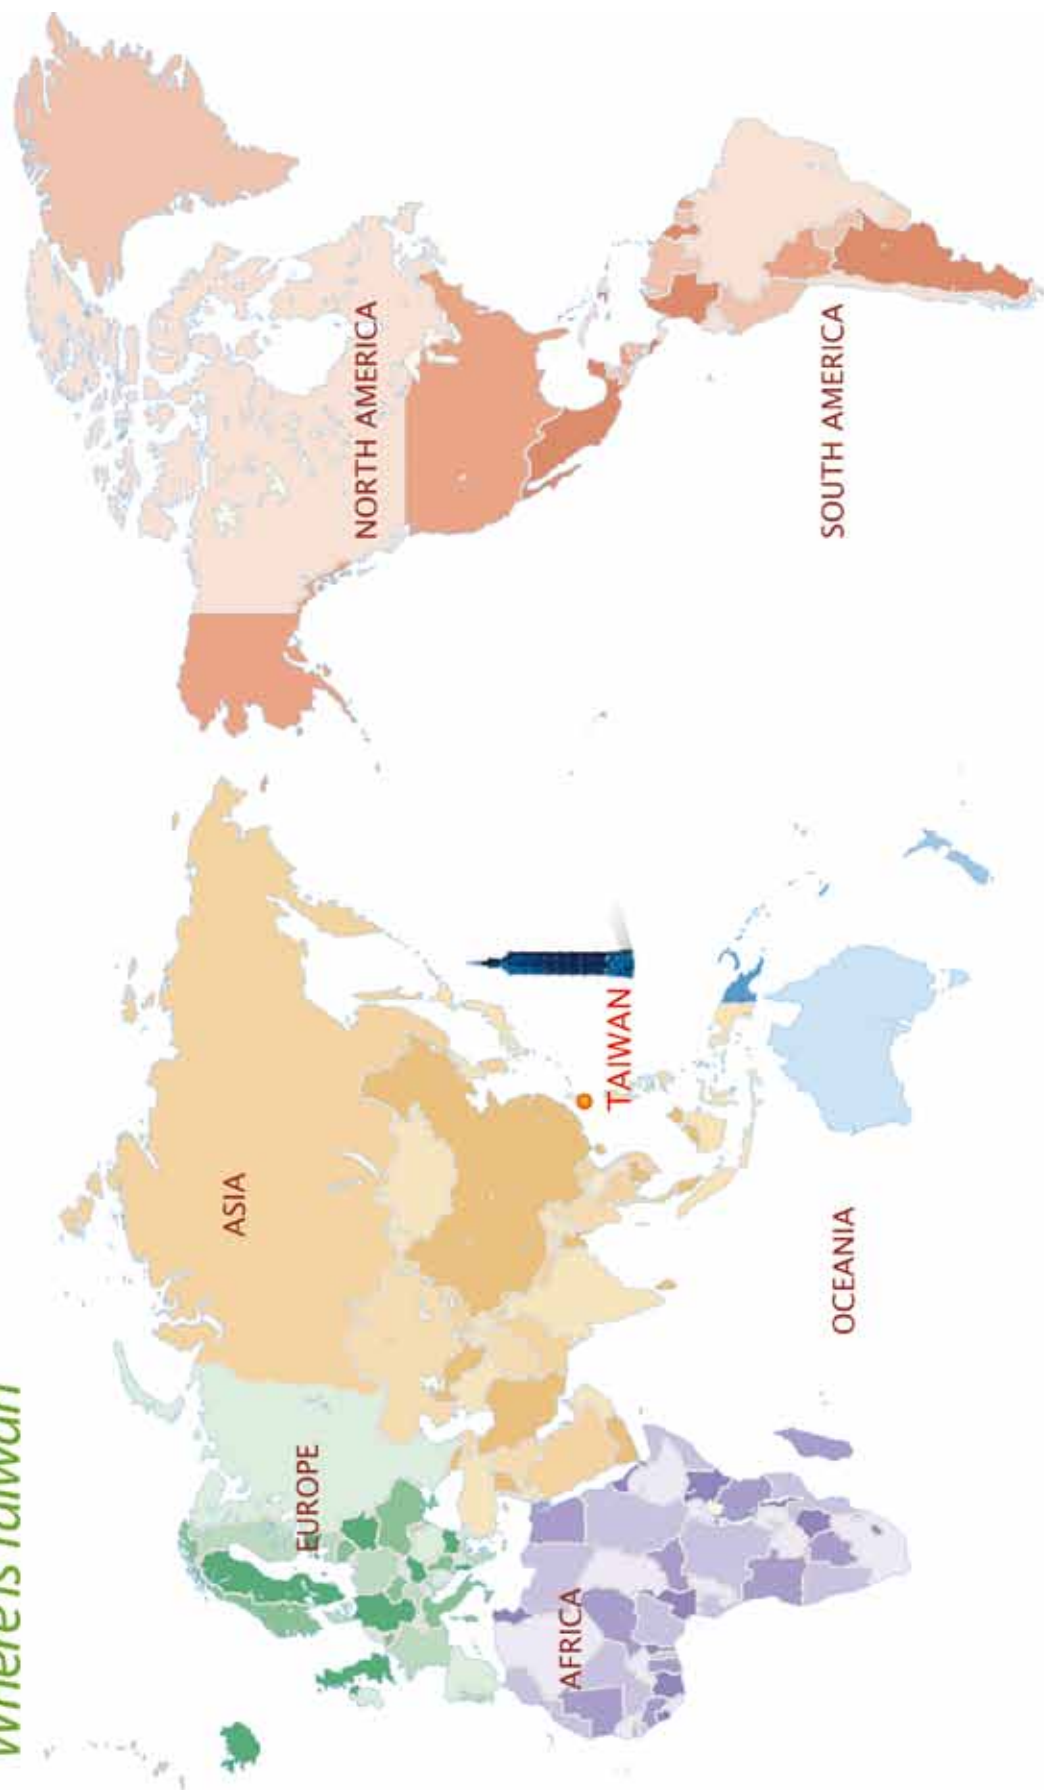 Where is Taiwan
NORTH AMERICA
ASIA
EUROPE
TAIWAN
AFRICA
SOUTH AMERICA
OCEANIA